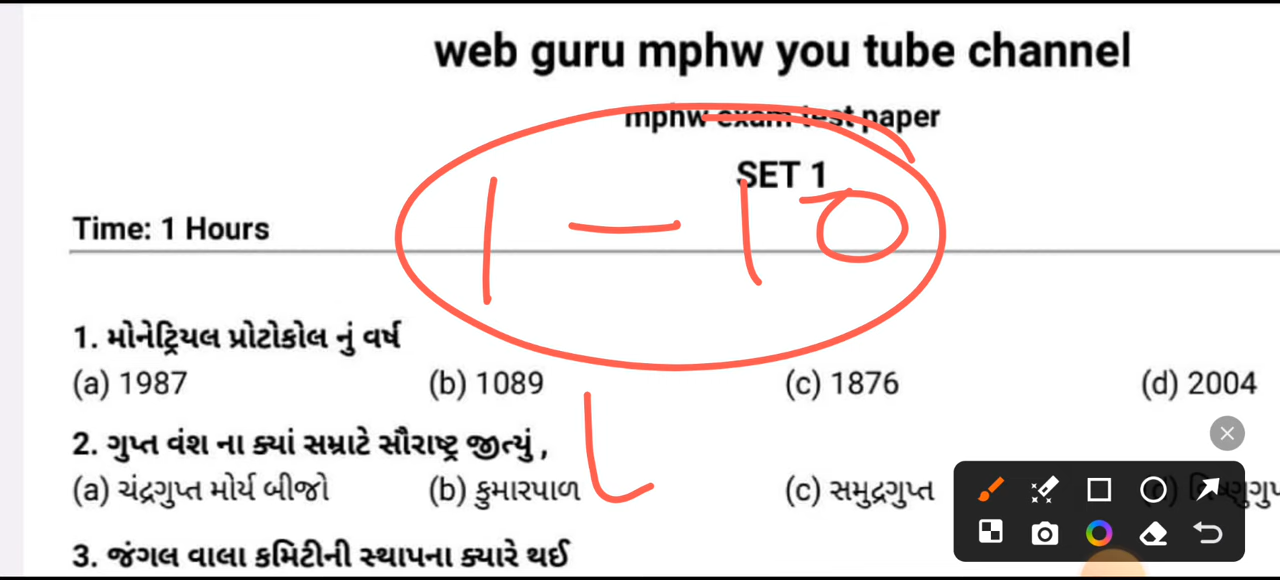 web guru mphw you tube channel
mphw exam test paper
SET 1
Time: 1 Hours
1 - 10
1. મોનેટ્રિયલ પ્રોટોકોલ નું વર્ષ
(a) 1987 (b) 1089 (c) 1876 (d) 2004
2. ગુપ્ત વંશ ના ક્યાં સમ્રાટે સૌરાષ્ટ્ર જીત્યું ,
(a) ચંદ્રગુપ્ત મોર્ય બીજો (b) કુમારપાળ (c) સમુદ્રગુપ્ત (d)
3. જંગલ વાલા કમિટીની સ્થાપના ક્યારે થઈ